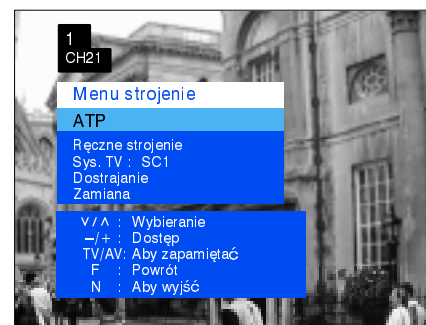 1
CH21
Menu strojenie
ATP
Ręczne strojenie
Sys. TV : SC1
Dostrajanie
Zamiana
∨/∧ : Wybieranie
–/+ : Dostęp
TV/AV: Aby zapamiętać
F : Powrót
N : Aby wyjść